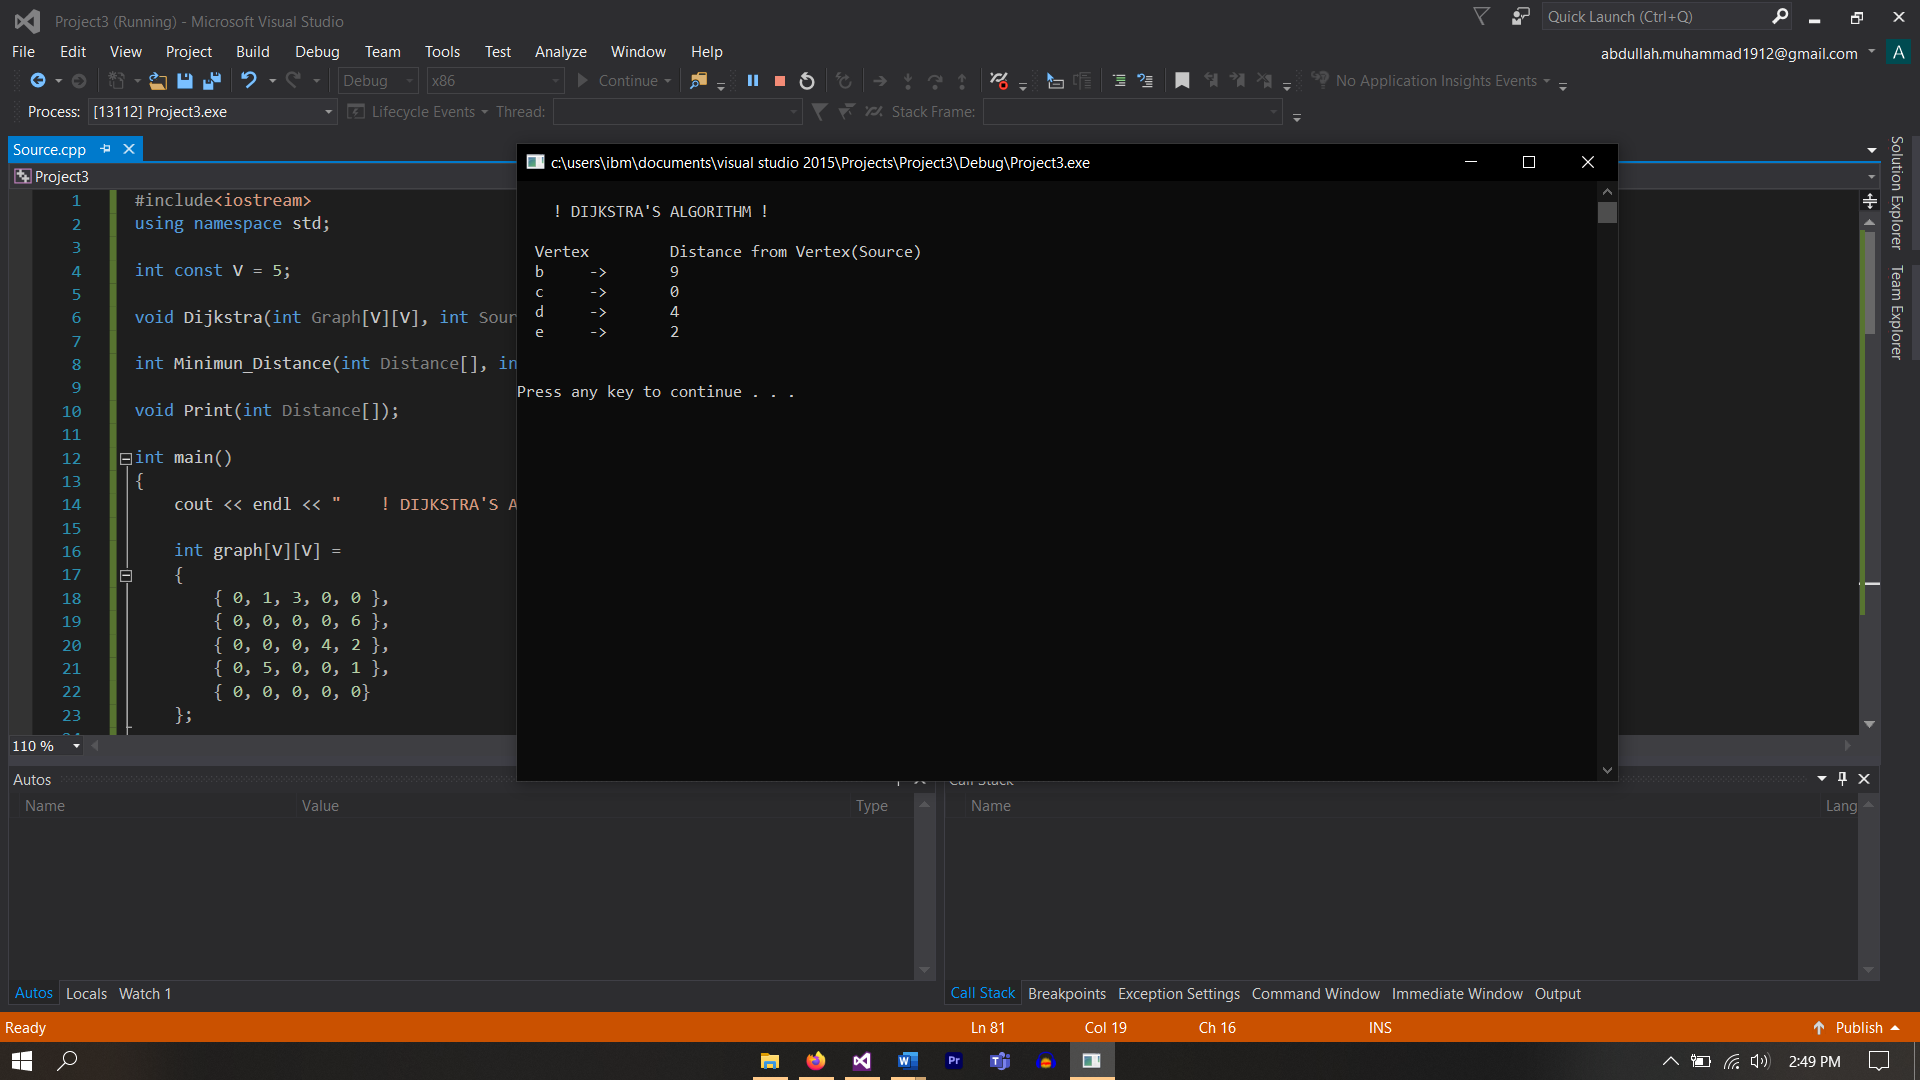 Project3 (Running) - Microsoft Visual Studio
Quick Launch (Ctrl+Q)
File Edit View Project Build Debug Team Tools Test Analyze Window Help
abdullah.muhammad1912@gmail.com A
Debug x86 Continue No Application Insights Events
Process: [13112] Project3.exe Lifecycle Events Thread: Stack Frame:
Source.cpp
Project3
1 #include<iostream>
2 using namespace std;
3
4 int const V = 5;
5
6 void Dijkstra(int Graph[V][V], int Sour
7
8 int Minimun_Distance(int Distance[], in
9
10 void Print(int Distance[]);
11
12 int main()
13 {
14 cout << endl << "    ! DIJKSTRA'S A
15
16 int graph[V][V] =
17 {
18 { 0, 1, 3, 0, 0 },
19 { 0, 0, 0, 0, 6 },
20 { 0, 0, 0, 4, 2 },
21 { 0, 5, 0, 0, 1 },
22 { 0, 0, 0, 0, 0}
23 };
110 %
c:\users\ibm\documents\visual studio 2015\Projects\Project3\Debug\Project3.exe
! DIJKSTRA'S ALGORITHM !
Vertex Distance from Vertex(Source)
b -> 9
c -> 0
d -> 4
e -> 2
Press any key to continue . . .
Solution Explorer
Team Explorer
Autos
Name Value Type
Autos Locals Watch 1
Call Stack
Name Lang
Call Stack Breakpoints Exception Settings Command Window Immediate Window Output
Ready Ln 81 Col 19 Ch 16 INS Publish
W Pr T
2:49 PM